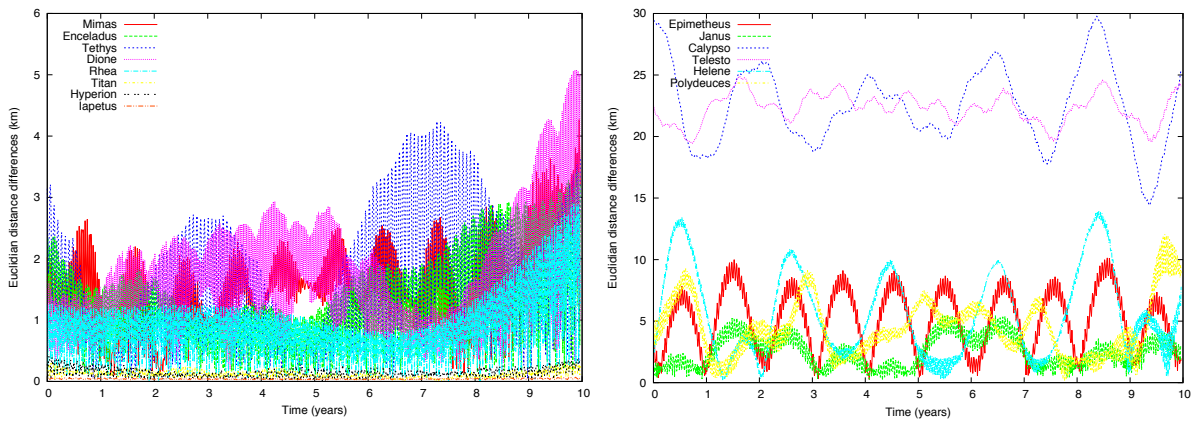 6
5
4
3
2
1
0
Euclidian distance differences (km)
Mimas
Enceladus
Tethys
Dione
Rhea
Titan
Hyperion
Iapetus
0 1 2 3 4 5 6 7 8 9 10
Time (years)
30
25
20
15
10
5
0
Euclidian distance differences (km)
Epimetheus
Janus
Calypso
Telesto
Helene
Polydeuces
0 1 2 3 4 5 6 7 8 9 10
Time (years)